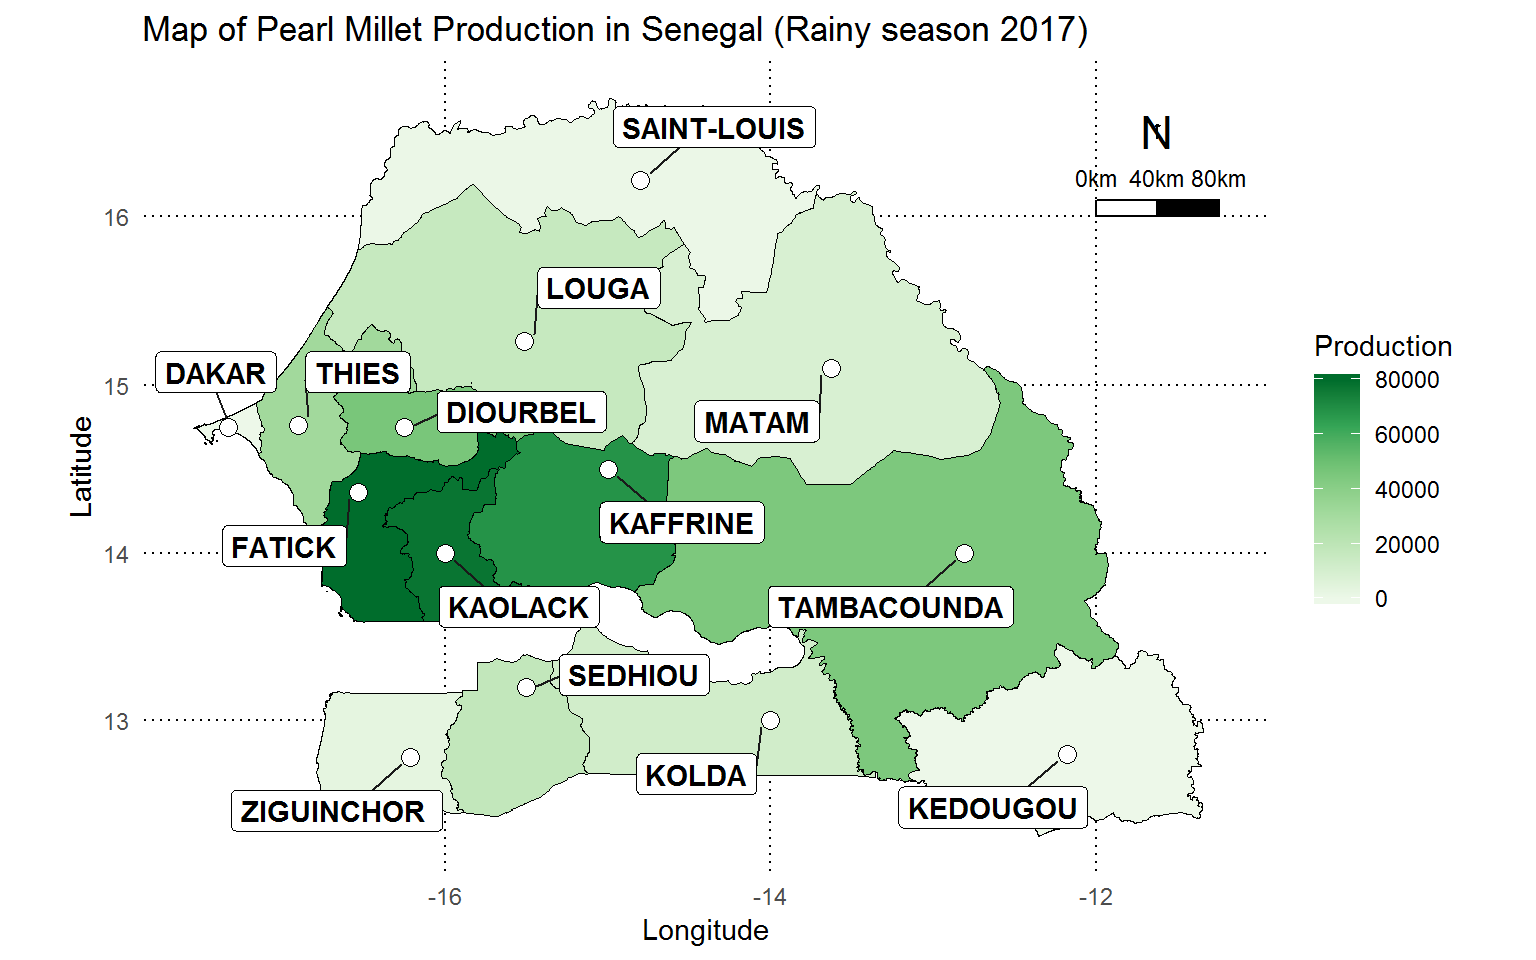 Map of Pearl Millet Production in Senegal (Rainy season 2017)
SAINT-LOUIS
N
0km 40km 80km
16
LOUGA
Production
DAKAR
THIES
80000
15
DIOURBEL
MATAM
60000
Latitude
40000
KAFFRINE
FATICK
20000
14
0
KAOLACK
TAMBACOUNDA
SEDHIOU
13
KOLDA
ZIGUINCHOR
KEDOUGOU
-16
-14
-12
Longitude